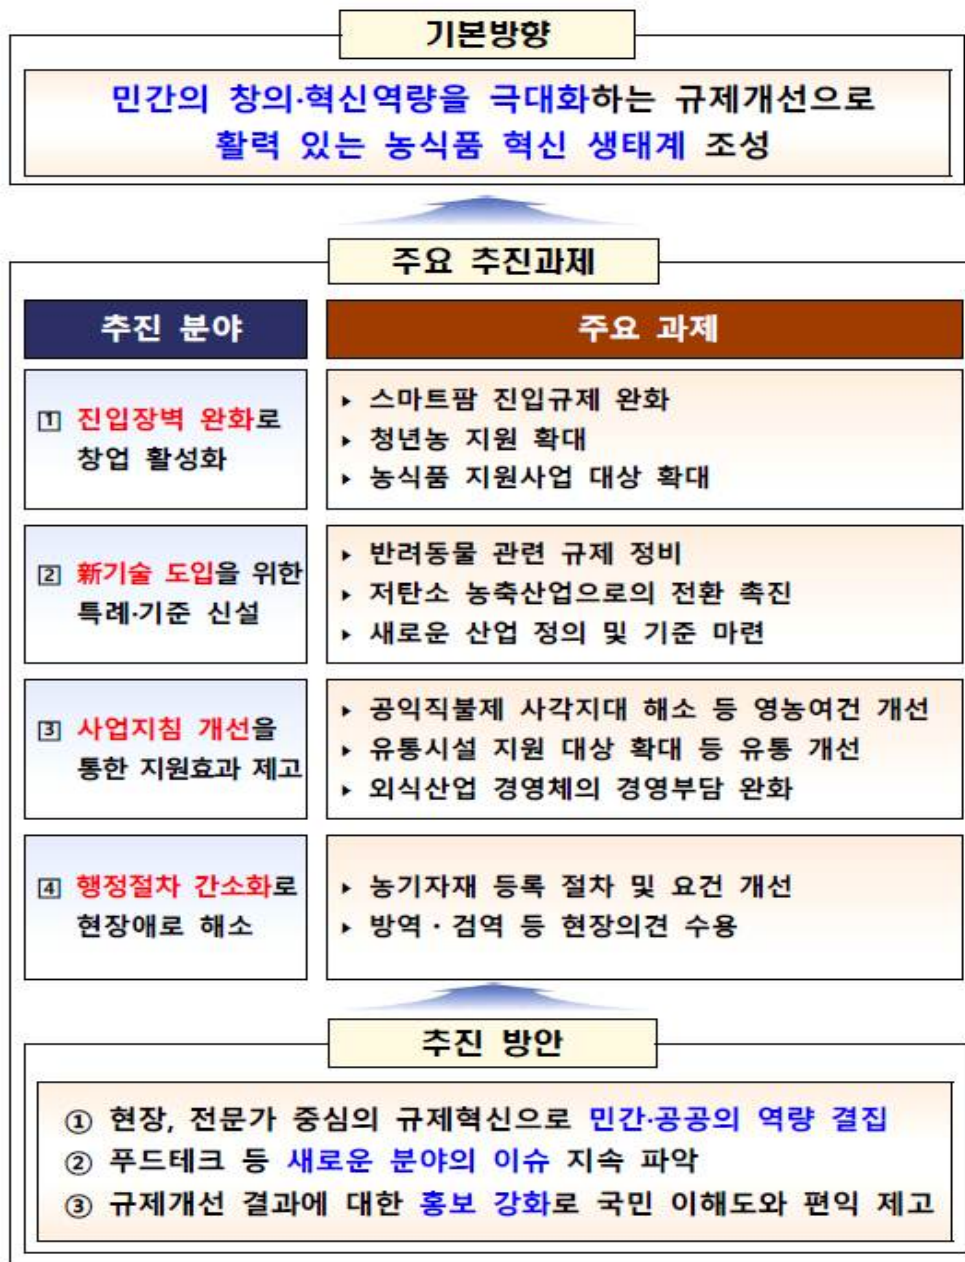 기본방향
민간의 창의·혁신역량을 극대화하는 규제개선으로
활력 있는 농식품 혁신 생태계 조성
주요 추진과제
추진 분야
주요 과제
1 진입장벽 완화로
창업 활성화
▸ 스마트팜 진입규제 완화
▸ 청년농 지원 확대
▸ 농식품 지원사업 대상 확대
2 新기술 도입을 위한
특례·기준 신설
▸ 반려동물 관련 규제 정비
▸ 저탄소 농축산업으로의 전환 촉진
▸ 새로운 산업 정의 및 기준 마련
3 사업지침 개선을
통한 지원효과 제고
▸ 공익직불제 사각지대 해소 등 영농여건 개선
▸ 유통시설 지원 대상 확대 등 유통 개선
▸ 외식산업 경영체의 경영부담 완화
4 행정절차 간소화로
현장애로 해소
▸ 농기자재 등록 절차 및 요건 개선
▸ 방역·검역 등 현장의견 수용
추진 방안
① 현장, 전문가 중심의 규제혁신으로 민간·공공의 역량 결집
② 푸드테크 등 새로운 분야의 이슈 지속 파악
③ 규제개선 결과에 대한 홍보 강화로 국민 이해도와 편익 제고